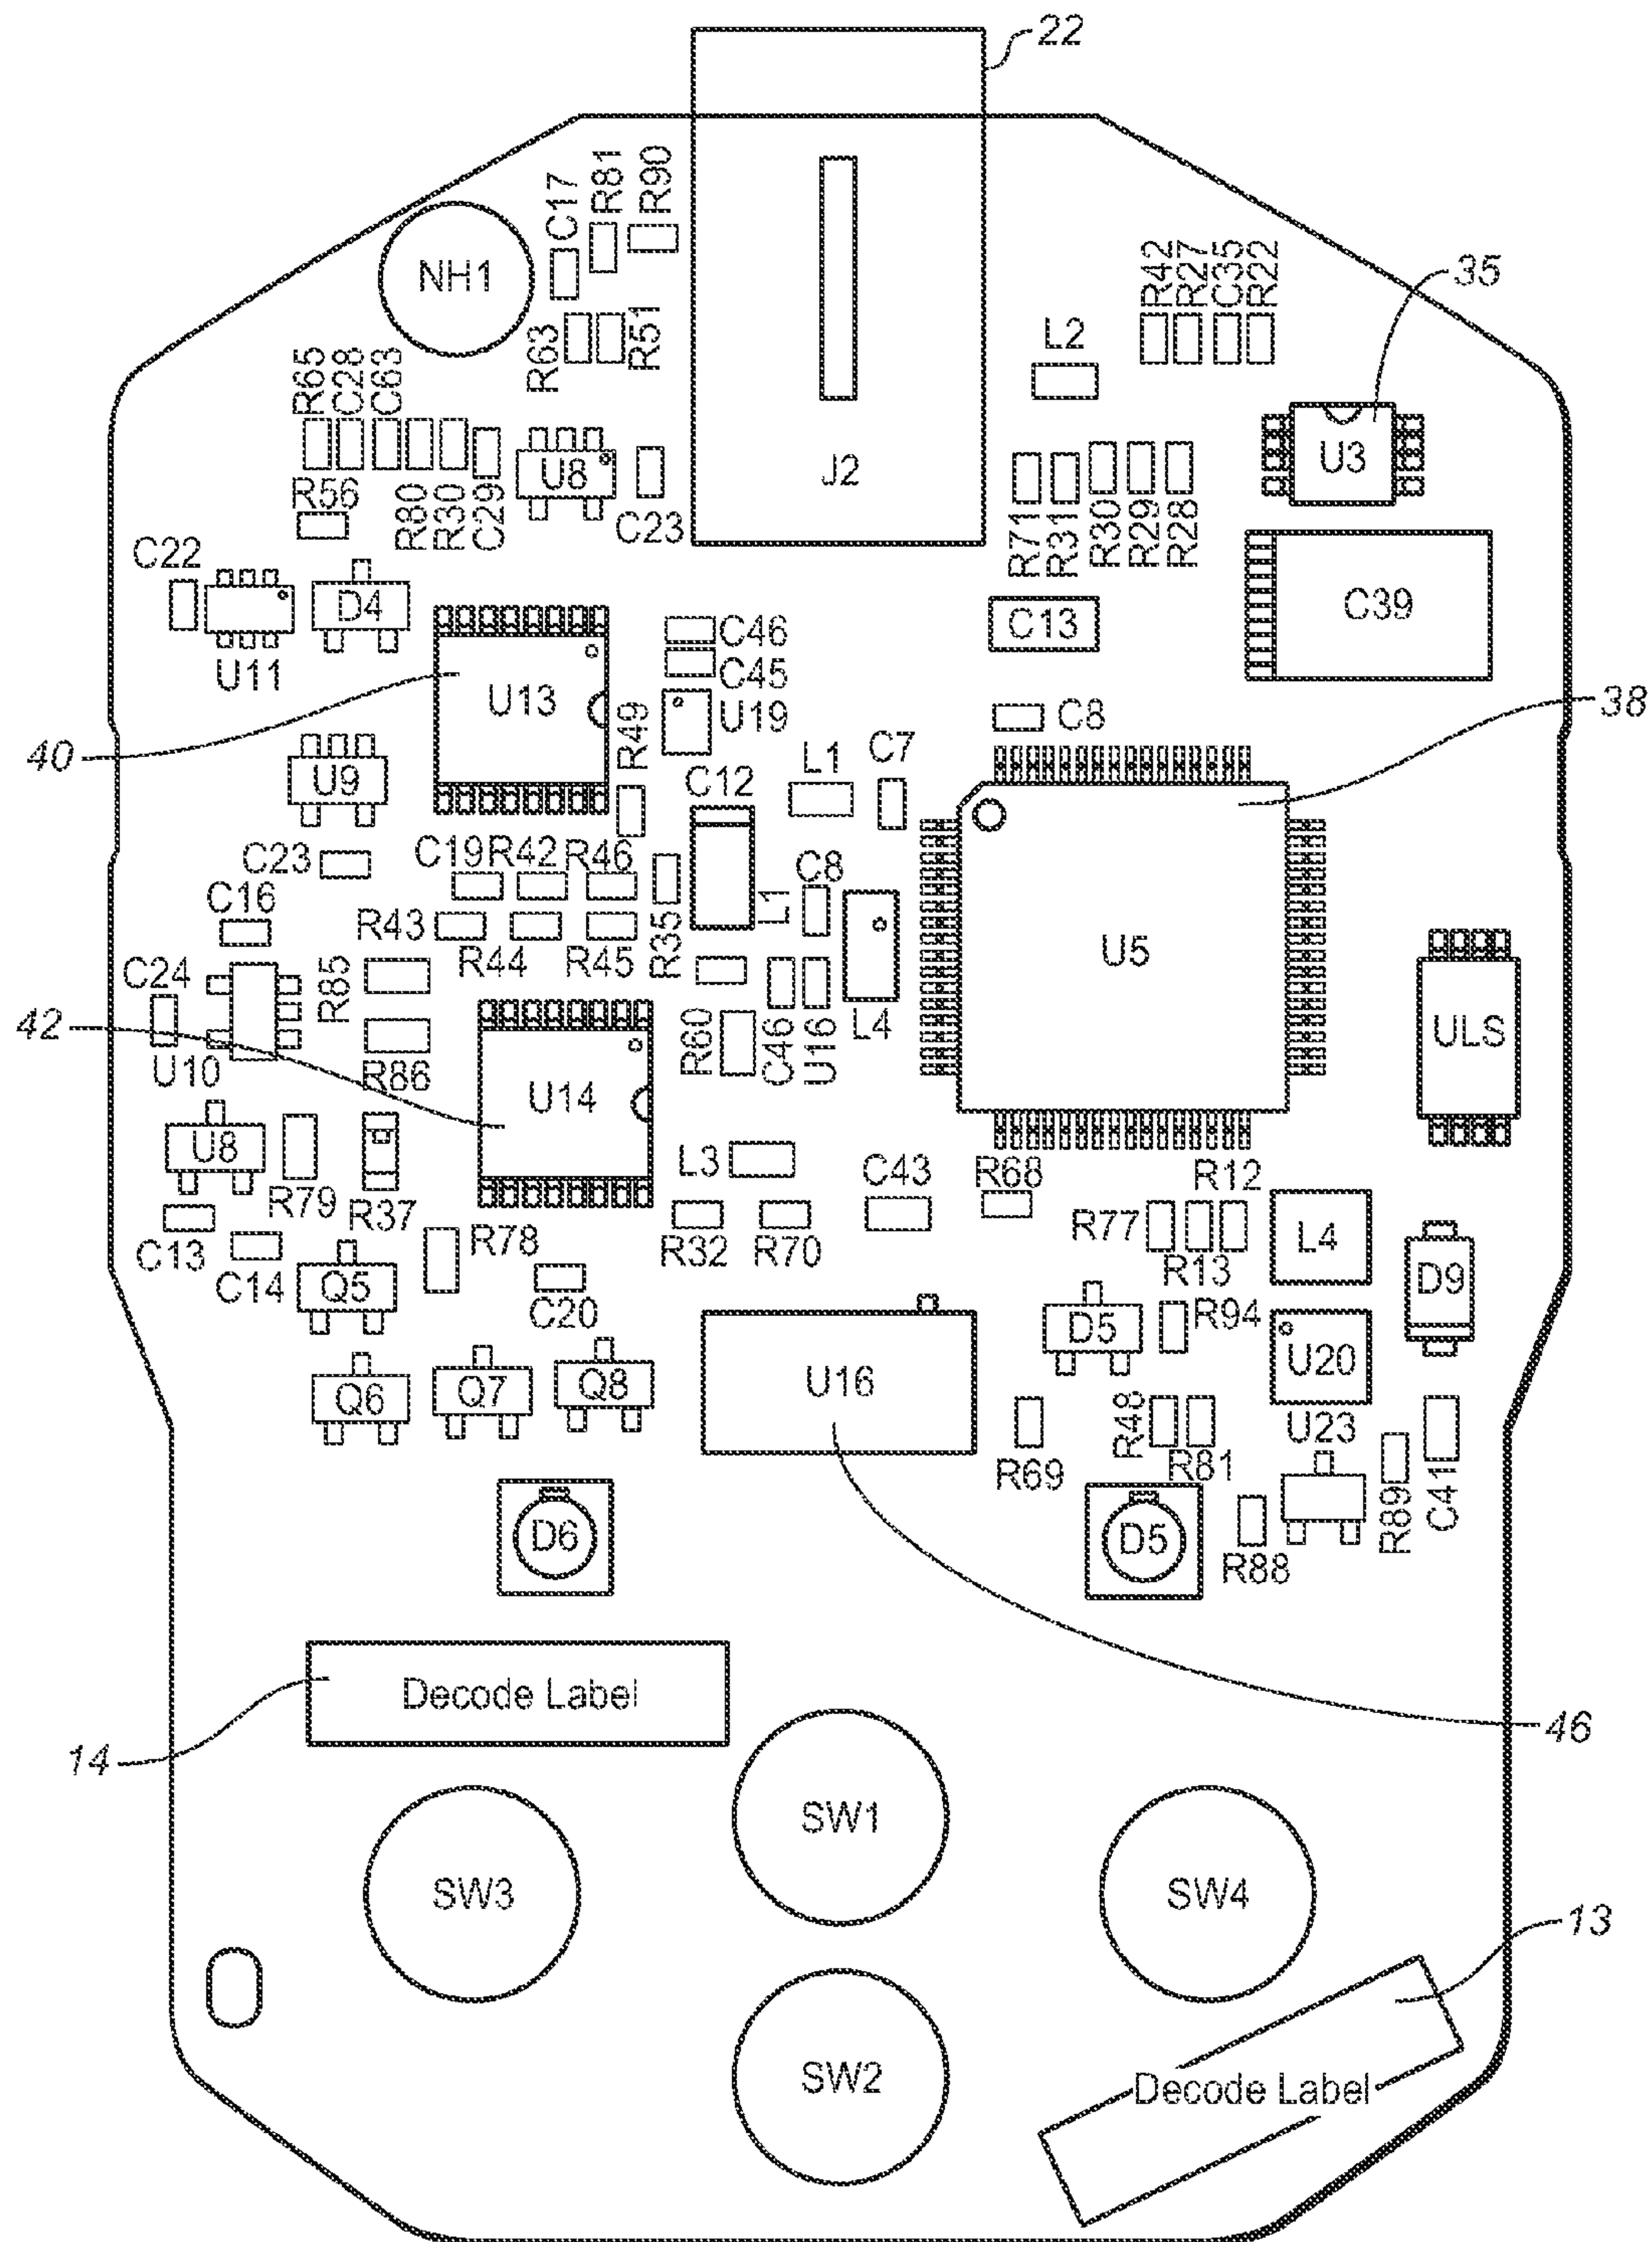 22
C17
R81
R90
NH1
R63
R51
R42
R27
C35
R22
35
L2
R65
C28
C63
U8
J2
U3
R56
R80
R30
C29
C23
R71
R31
R30
R29
R28
C22
D4
C13
C39
U11
C46
C45
U13
U19
R49
C8
38
40
U9
C12
L1
C7
C23
C19
R42
R46
C8
C16
R43
L1
R44
R45
R35
U5
C24
R85
42
R60
C46
U16
L4
ULS
U10
R86
U14
U8
L3
C43
R68
R12
R79
R37
C13
R78
R32
R70
R77
R13
L4
C14
Q5
D9
C20
D5
R94
U20
Q6
Q7
Q8
U16
R48
U23
R69
R81
R89
C41
D6
D5
R88
Decode Label
14
46
SW1
SW3
SW4
13
SW2
Decode Label